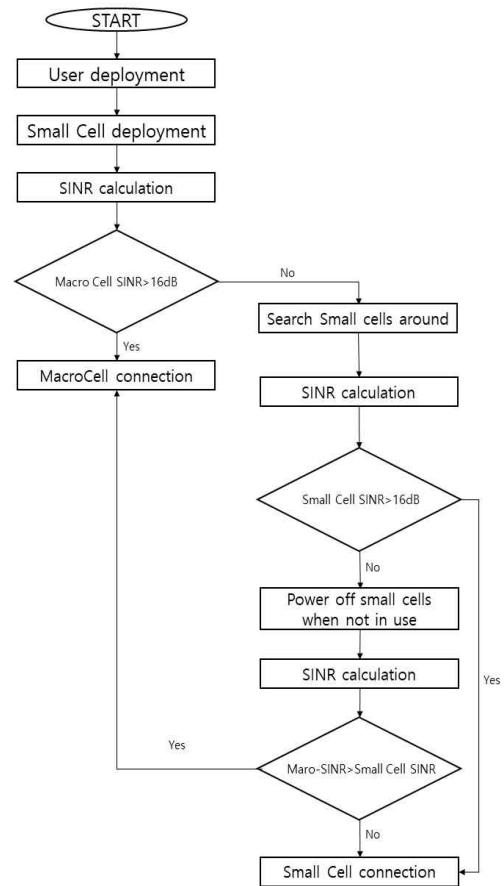 START
User deployment
Small Cell deployment
SINR calculation
Macro Cell SINR>16dB
No
Yes
MacroCell connection
Search Small cells around
SINR calculation
Small Cell SINR>16dB
No
Yes
Power off small cells
when not in use
SINR calculation
Maro-SINR>Small Cell SINR
Yes
No
Small Cell connection